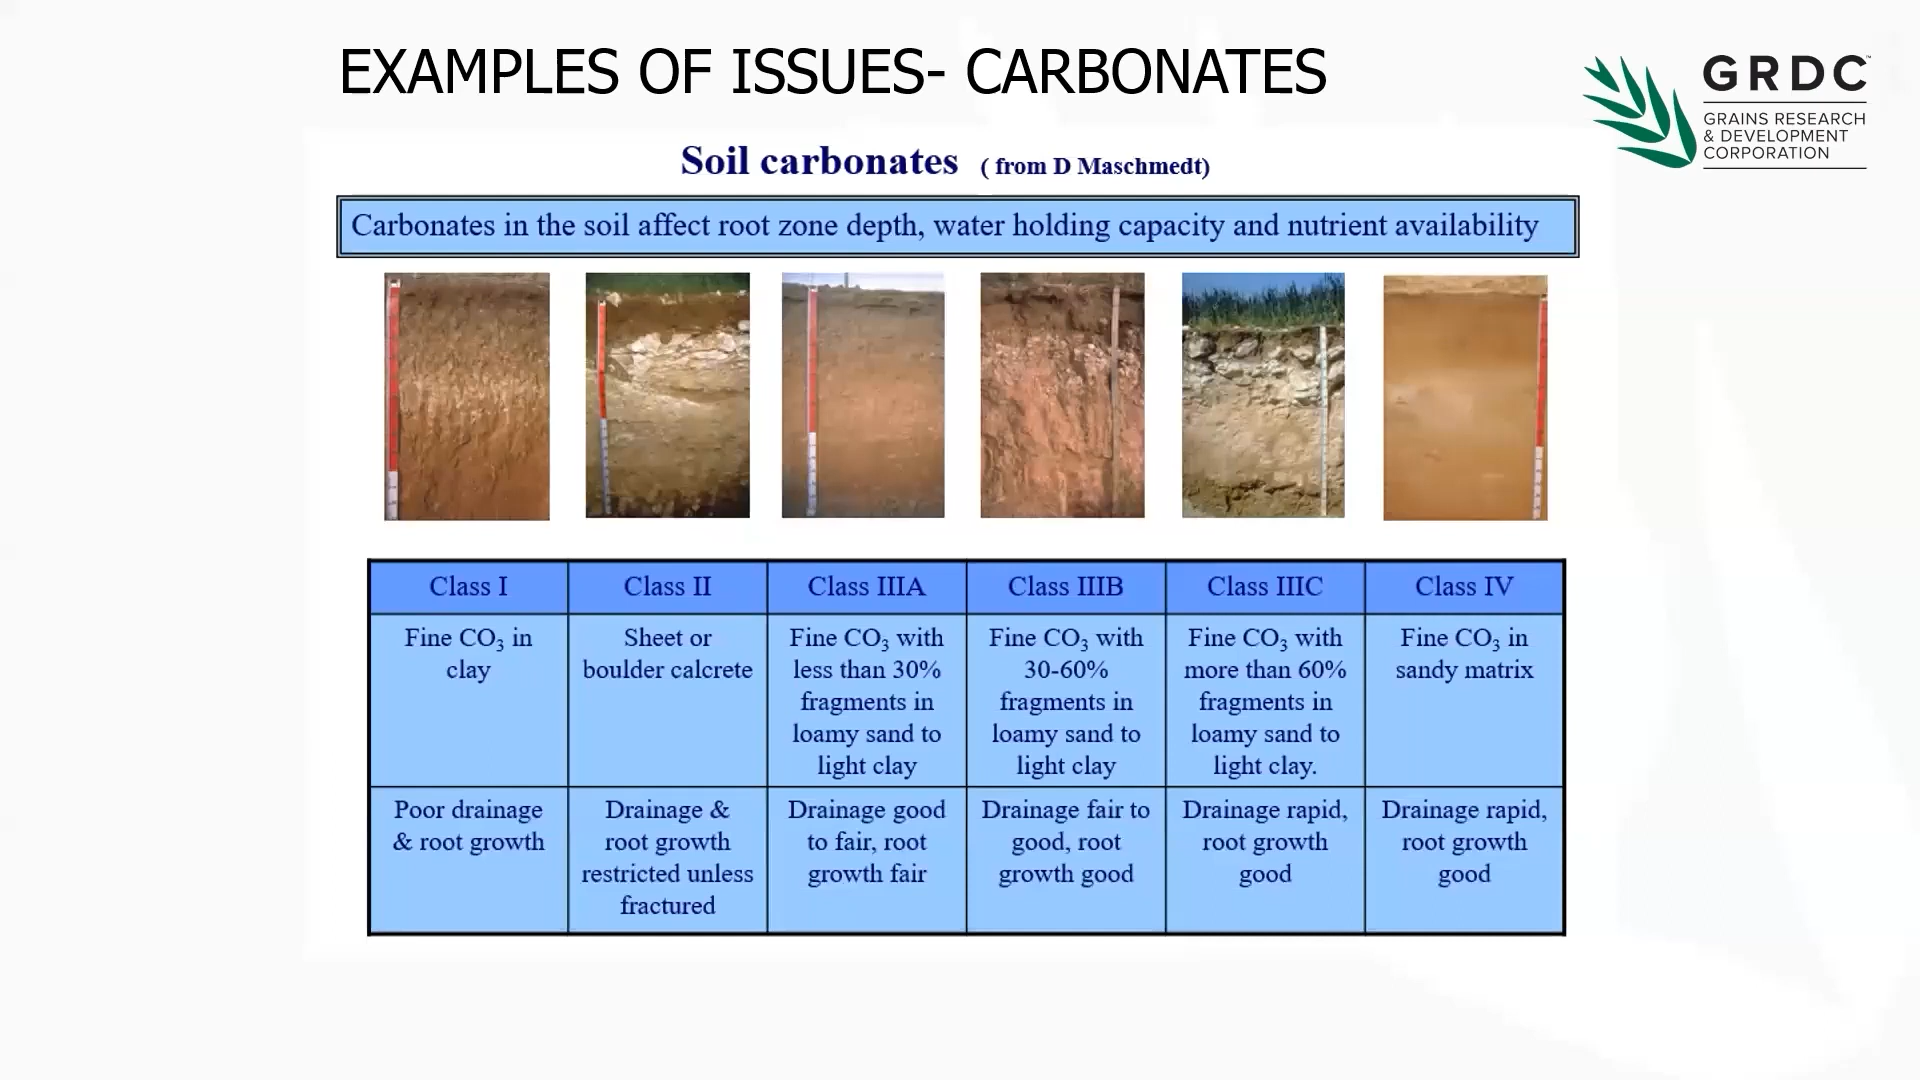 EXAMPLES OF ISSUES- CARBONATES
GRDC™
GRAINS RESEARCH
& DEVELOPMENT
CORPORATION
Soil carbonates ( from D Maschmedt)
Carbonates in the soil affect root zone depth, water holding capacity and nutrient availability
Class I
Class II
Class IIIA
Class IIIB
Class IIIC
Class IV
Fine CO₃ in
clay
Sheet or
boulder calcrete
Fine CO₃ with
less than 30%
fragments in
loamy sand to
light clay
Fine CO₃ with
30-60%
fragments in
loamy sand to
light clay
Fine CO₃ with
more than 60%
fragments in
loamy sand to
light clay.
Fine CO₃ in
sandy matrix
Poor drainage
& root growth
Drainage &
root growth
restricted unless
fractured
Drainage good
to fair, root
growth fair
Drainage fair to
good, root
growth good
Drainage rapid,
root growth
good
Drainage rapid,
root growth
good